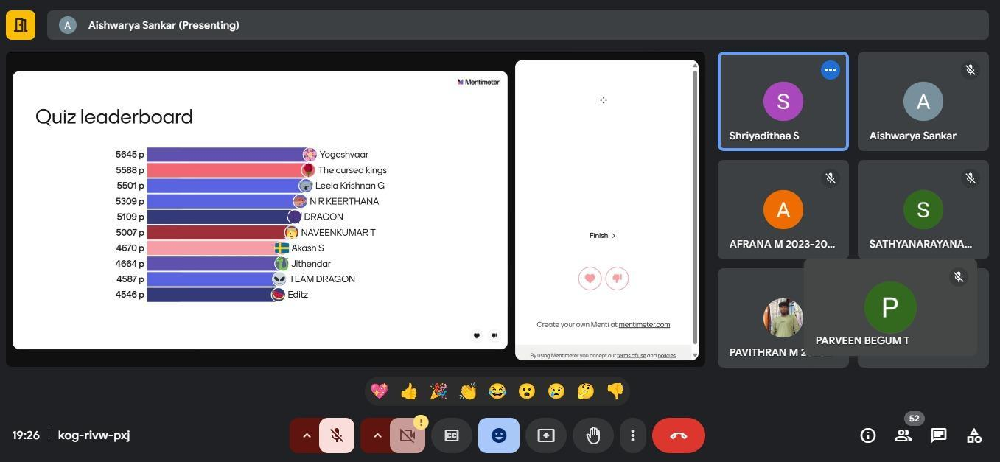 A Aishwarya Sankar (Presenting)
Mentimeter
Quiz leaderboard
5645 p Yogeshvaar
5588 p The cursed kings
5501 p Leela Krishnan G
5309 p N R KEERTHANA
5109 p DRAGON
5007 p NAVEENKUMAR T
4670 p Akash S
4664 p Jithendar
4587 p TEAM DRAGON
4546 p Editz
Finish
Create your own Menti at mentimeter.com
By using Mentimeter you accept our terms of use and policies.
S
Shriyadithaa S
A
Aishwarya Sankar
A
AFRANA M 2023-20...
S
SATHYANARAYANA...
PAVITHRAN M
P
PARVEEN BEGUM T
19:26 | kog-rivw-pxj
!
CC
52